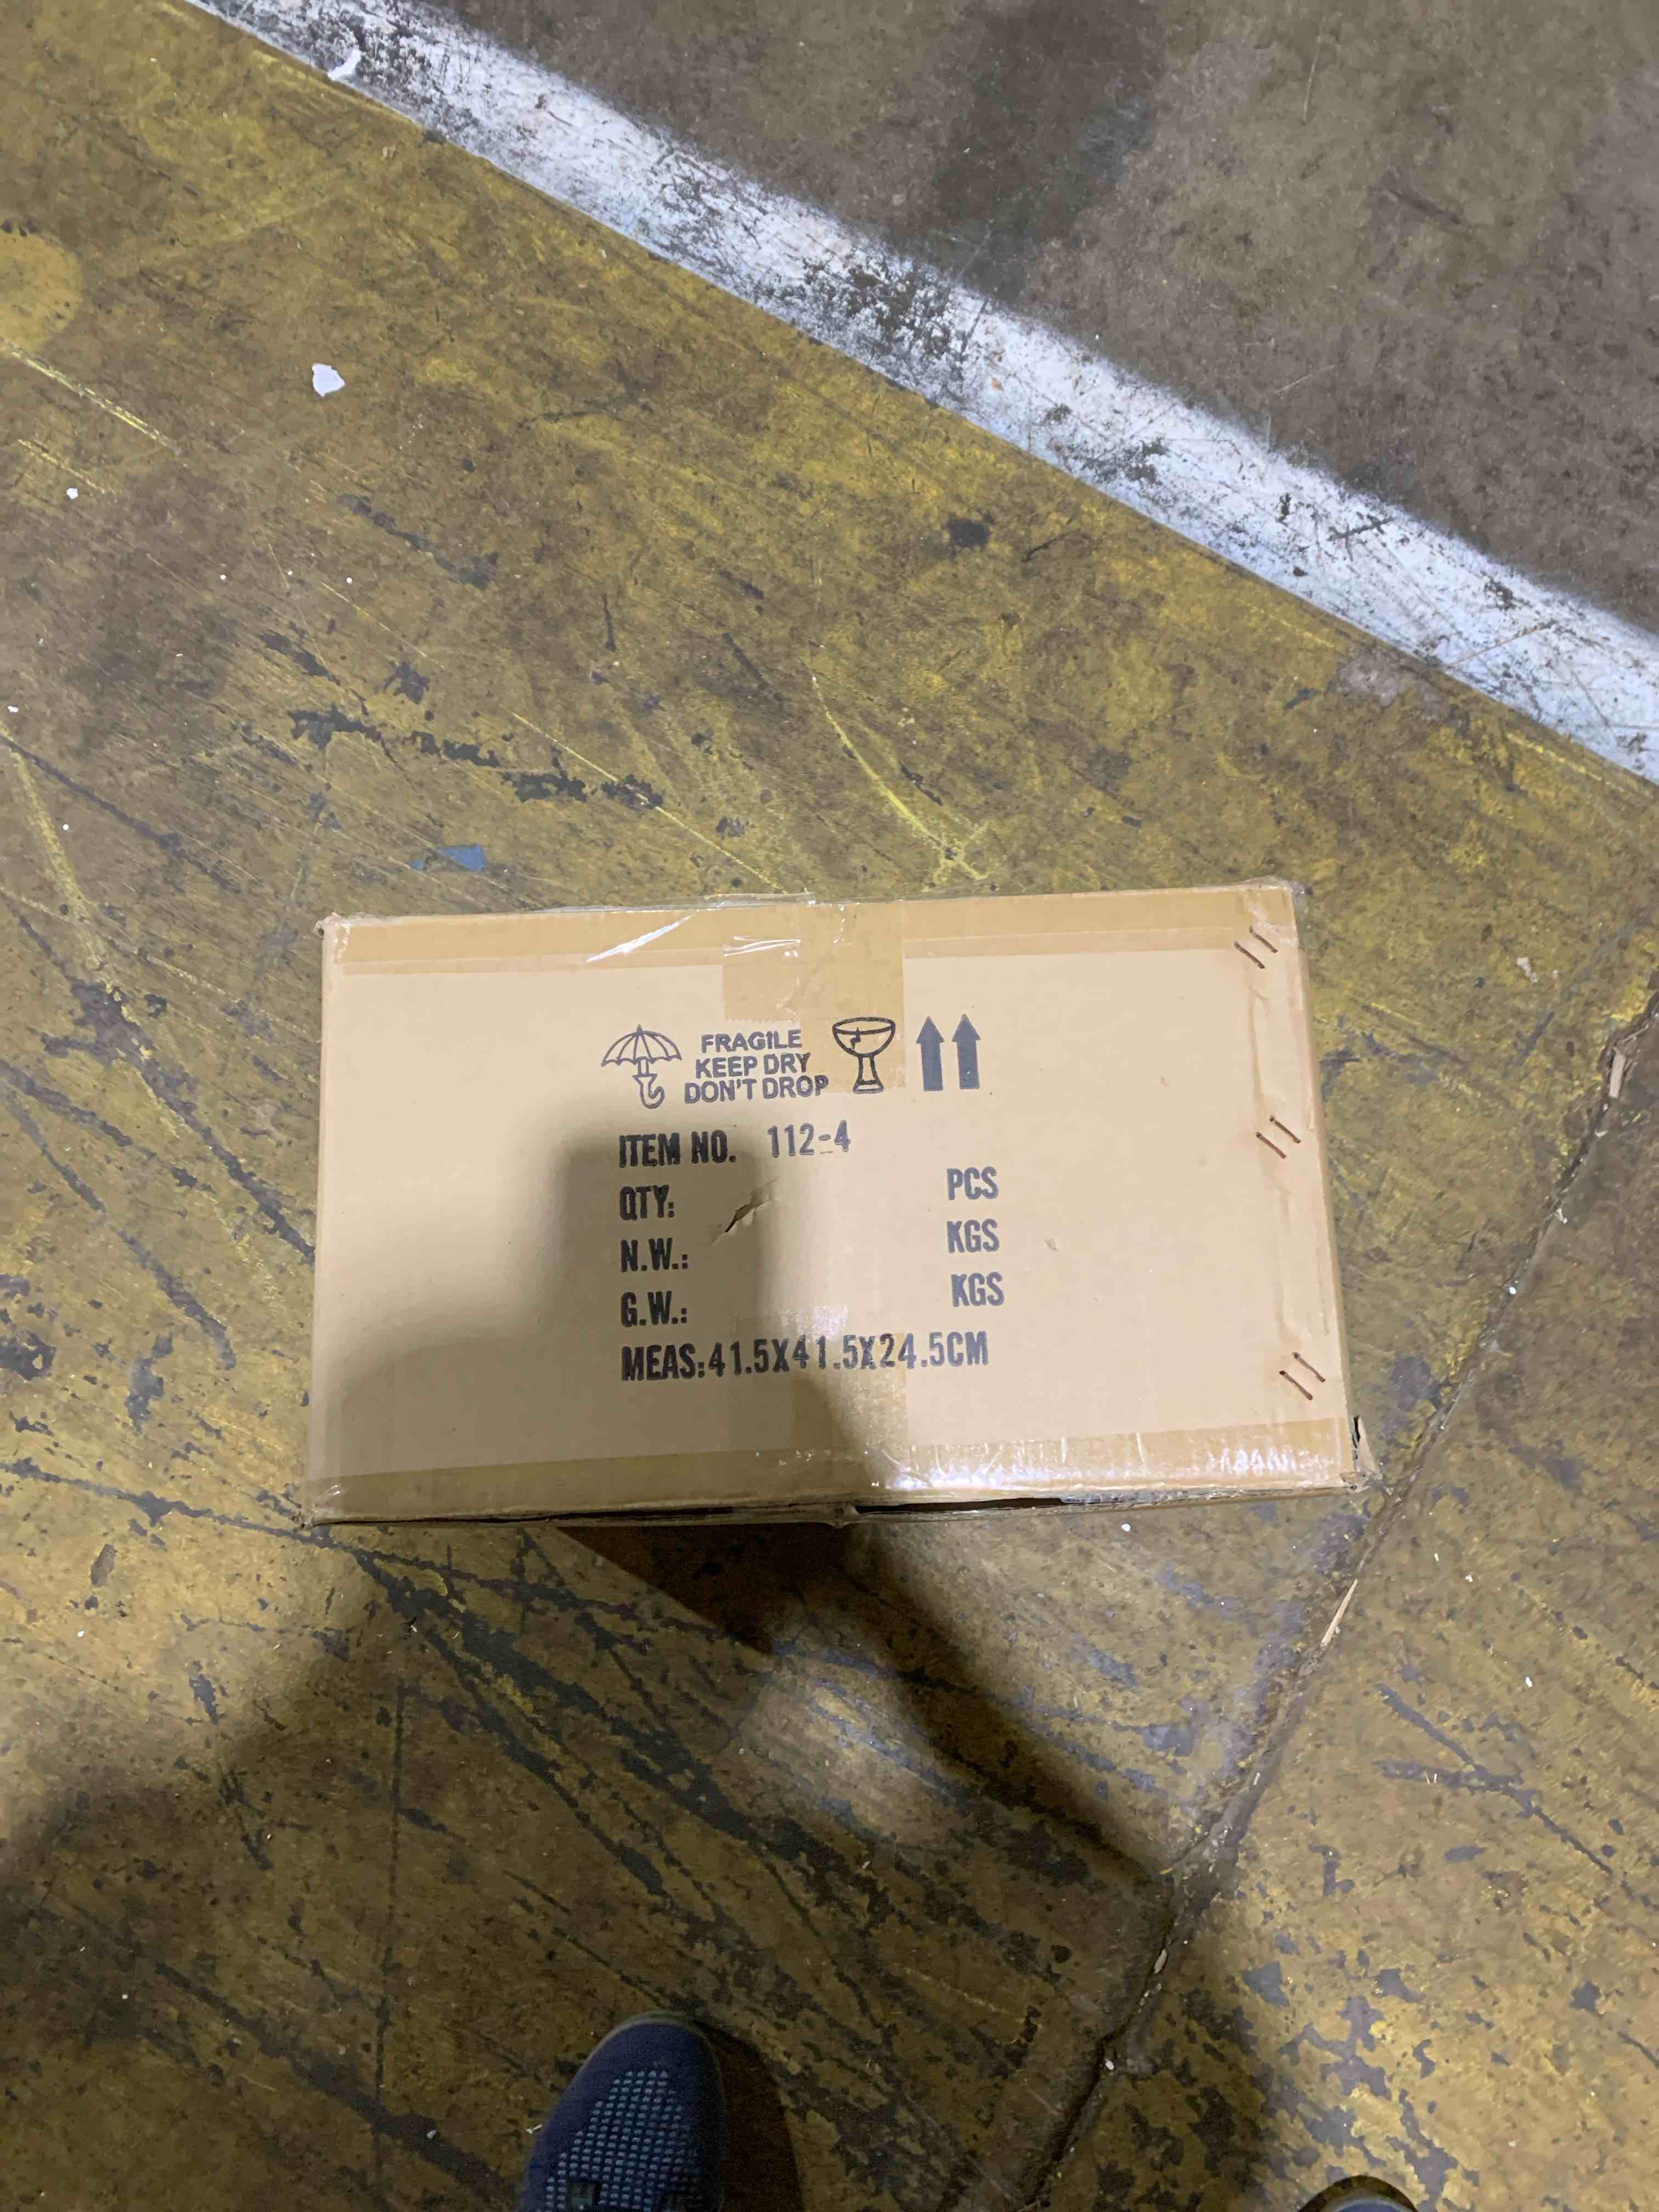 FRAGILE
KEEP DRY
DON'T DROP
ITEM NO. 112-4
QTY: PCS
N.W.: KGS
G.W.: KGS
MEAS:41.5X41.5X24.5CM